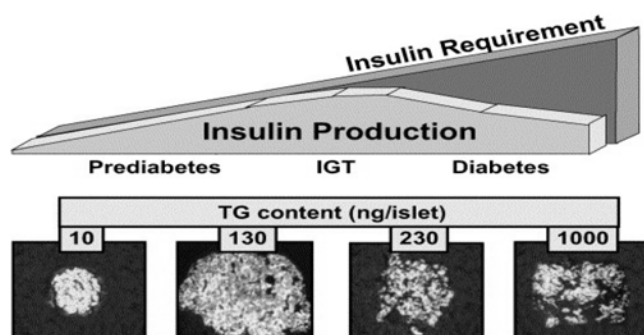 Insulin Requirement
Insulin Production
Prediabetes IGT Diabetes
TG content (ng/islet)
10 130 230 1000